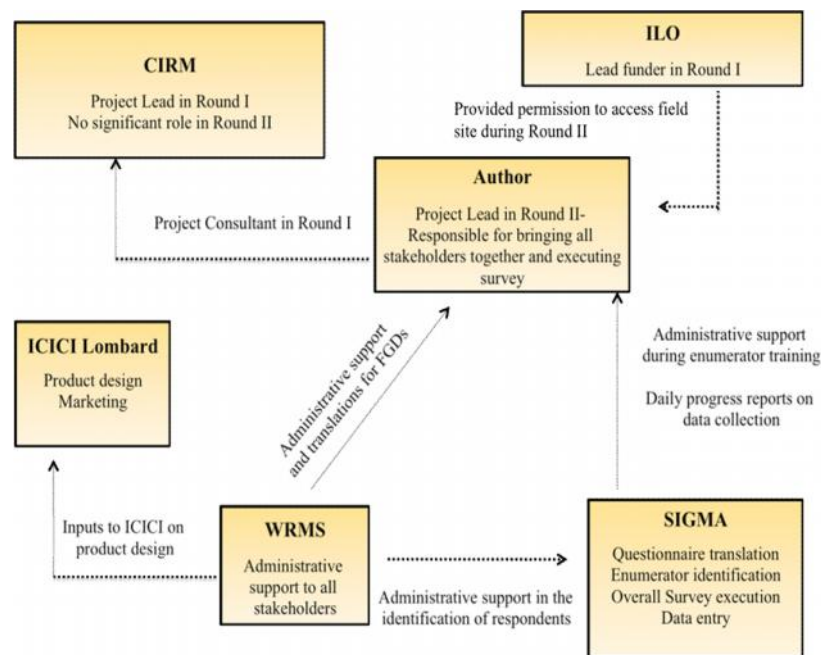 CIRM
Project Lead in Round I
No significant role in Round II
ILO
Lead funder in Round I
Provided permission to access field
site during Round II
Author
Project Lead in Round II-
Responsible for bringing all
stakeholders together and executing
survey
Project Consultant in Round I
ICICI Lombard
Product design
Marketing
Administrative support
and translations for FGDs
Administrative support
during enumerator training
Daily progress reports on
data collection
Inputs to ICICI on
product design
WRMS
Administrative
support to all
stakeholders
Administrative support in the
identification of respondents
SIGMA
Questionnaire translation
Enumerator identification
Overall Survey execution
Data entry